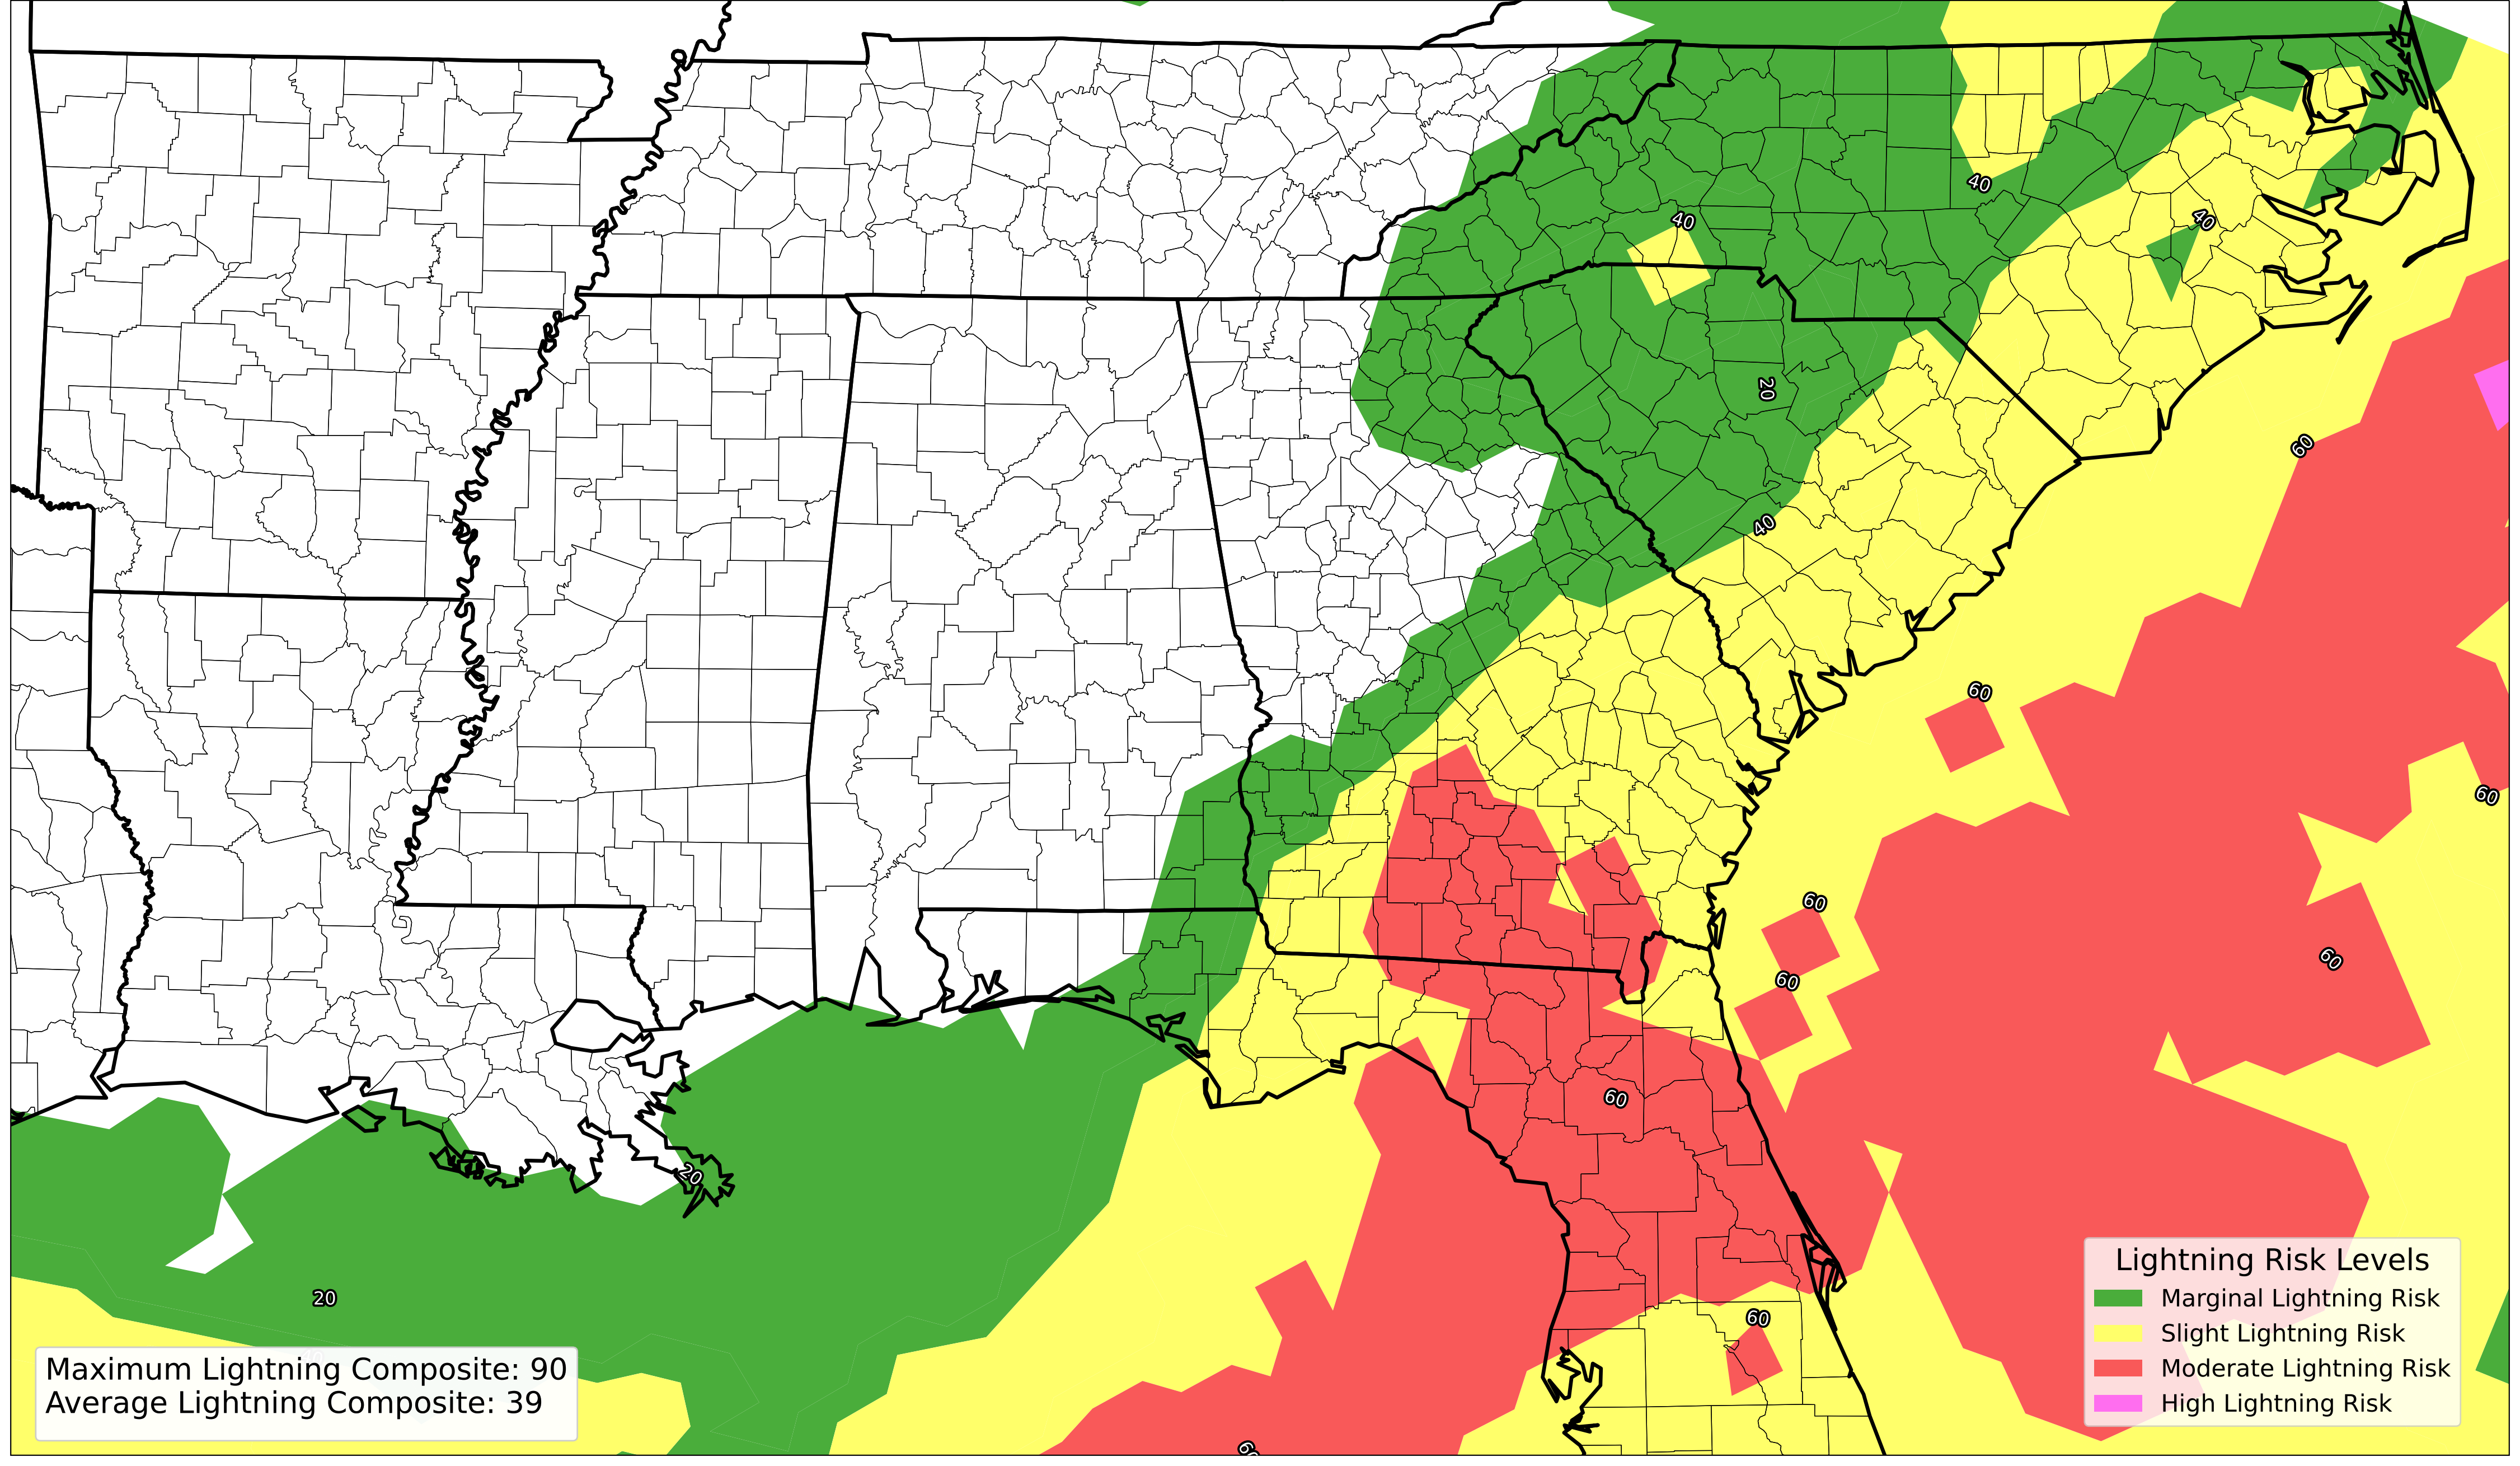 40
40
40
20
60
40
60
60
60
60
60
60
20
Lightning Risk Levels
Marginal Lightning Risk
Slight Lightning Risk
Moderate Lightning Risk
High Lightning Risk
20
60
Maximum Lightning Composite: 90
Average Lightning Composite: 39